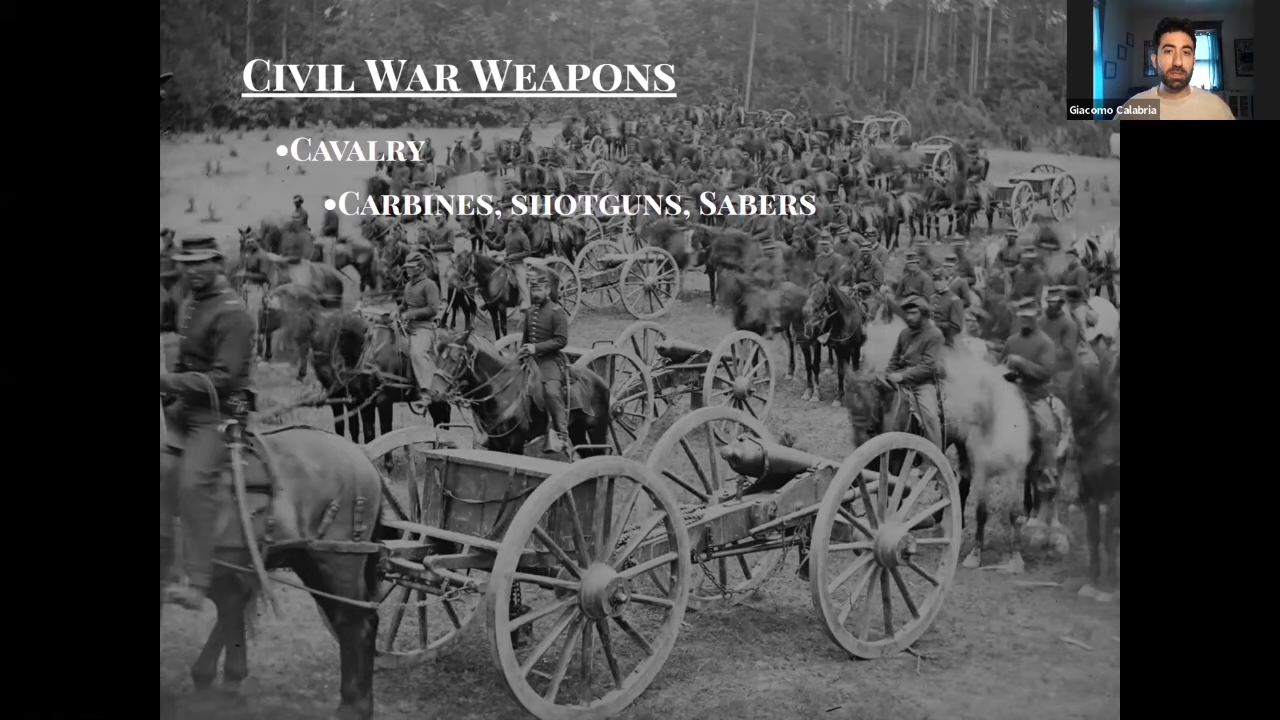 Civil War Weapons
•Cavalry
•Carbines, shotguns, Sabers
Giacomo Calabria